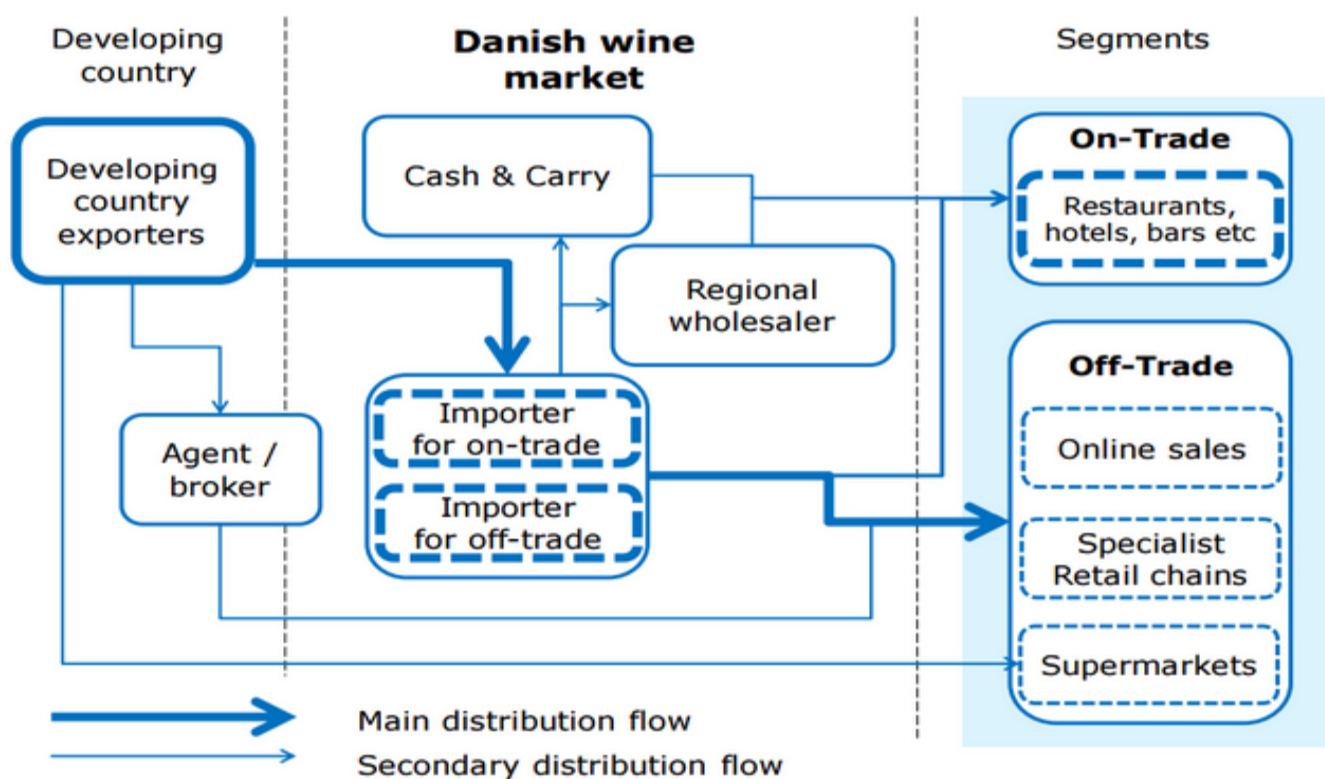 Developing
country
Danish wine
market
Segments
Developing
country
exporters
Cash & Carry
On-Trade
Restaurants,
hotels, bars etc
Regional
wholesaler
Off-Trade
Agent /
broker
Importer
for on-trade
Importer
for off-trade
Online sales
Specialist
Retail chains
Supermarkets
Main distribution flow
Secondary distribution flow